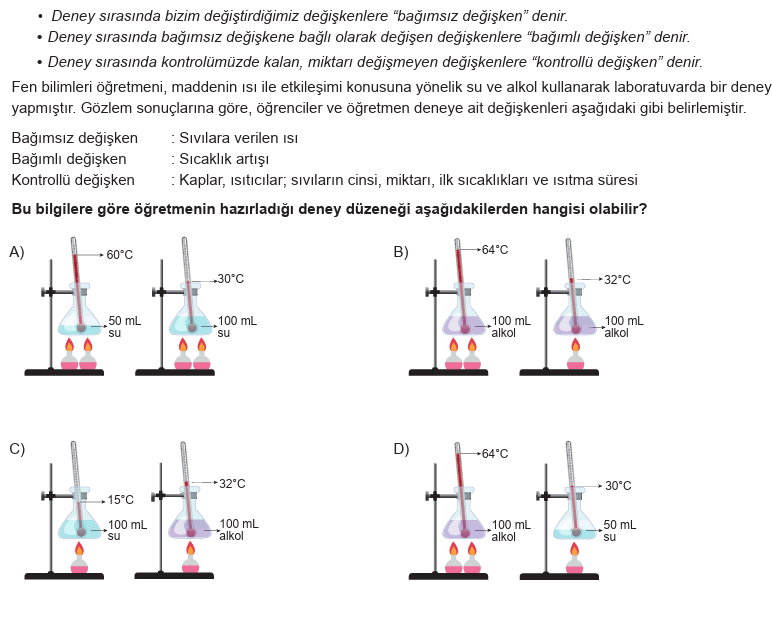 • Deney sırasında bizim değiştirdiğimiz değişkenlere “bağımsız değişken” denir.
• Deney sırasında bağımsız değişkene bağlı olarak değişen değişkenlere “bağımlı değişken” denir.
• Deney sırasında kontrolümüzde kalan, miktarı değişmeyen değişkenlere “kontrollü değişken” denir.
Fen bilimleri öğretmeni, maddenin ısı ile etkileşimi konusuna yönelik su ve alkol kullanarak laboratuvarda bir deney
yapmıştır. Gözlem sonuçlarına göre, öğrenciler ve öğretmen deneye ait değişkenleri aşağıdaki gibi belirlemiştir.
Bağımsız değişken : Sıvılara verilen ısı
Bağımlı değişken : Sıcaklık artışı
Kontrollü değişken : Kaplar, ısıtıcılar; sıvıların cinsi, miktarı, ilk sıcaklıkları ve ısıtma süresi
Bu bilgilere göre öğretmenin hazırladığı deney düzeneği aşağıdakilerden hangisi olabilir?
A)
60°C
50 mL
su
30°C
100 mL
su
B)
64°C
100 mL
alkol
32°C
100 mL
alkol
C)
15°C
100 mL
su
32°C
100 mL
alkol
D)
64°C
100 mL
alkol
30°C
50 mL
su